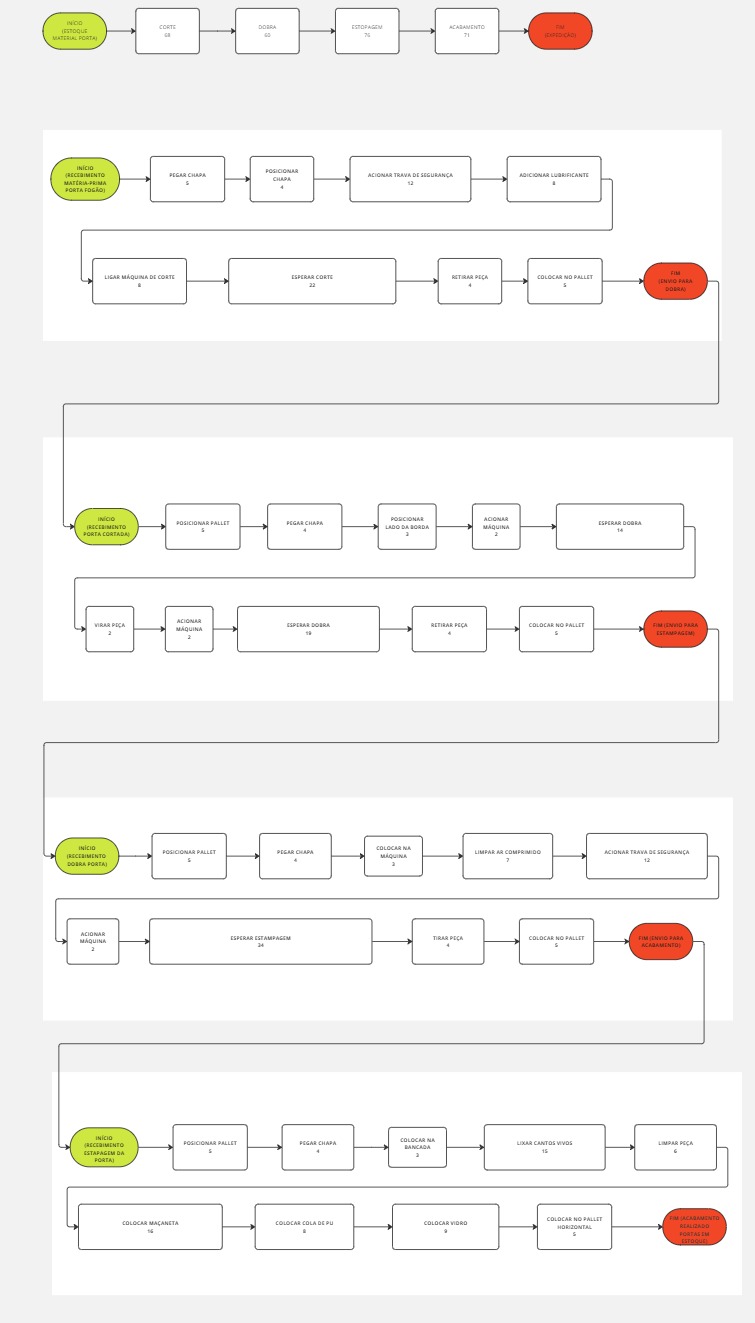 INÍCIO
(ESTOQUE
MATERIAL PORTA)
CORTE
68
DOBRA
60
ESTOPAGEM
76
ACABAMENTO
71
FIM
(EXPEDIÇÃO)
INÍCIO
(RECEBIMENTO
MATÉRIA-PRIMA
PORTA FOGÃO)
PEGAR CHAPA
5
POSICIONAR
CHAPA
4
ACIONAR TRAVA DE SEGURANÇA
12
ADICIONAR LUBRIFICANTE
8
LIGAR MÁQUINA DE CORTE
8
ESPERAR CORTE
22
RETIRAR PEÇA
4
COLOCAR NO PALLET
5
FIM
(ENVIO PARA
DOBRA)
INÍCIO
(RECEBIMENTO
PORTA CORTADA)
POSICIONAR PALLET
5
PEGAR CHAPA
4
POSICIONAR
LADO DA BORDA
3
ACIONAR
MÁQUINA
2
ESPERAR DOBRA
14
VIRAR PEÇA
2
ACIONAR
MÁQUINA
2
ESPERAR DOBRA
19
RETIRAR PEÇA
4
COLOCAR NO PALLET
5
FIM (ENVIO PARA
ESTAMPAGEM)
INÍCIO
(RECEBIMENTO
DOBRA PORTA)
POSICIONAR PALLET
5
PEGAR CHAPA
4
COLOCAR NA
MÁQUINA
3
LIMPAR AR COMPRIMIDO
7
ACIONAR TRAVA DE SEGURANÇA
12
ACIONAR
MÁQUINA
2
ESPERAR ESTAMPAGEM
34
TIRAR PEÇA
4
COLOCAR NO PALLET
5
FIM (ENVIO PARA
ACABAMENTO)
INÍCIO
(RECEBIMENTO
ESTAPAGEM DA
PORTA)
POSICIONAR PALLET
5
PEGAR CHAPA
4
COLOCAR NA
BANCADA
3
LIXAR CANTOS VIVOS
15
LIMPAR PEÇA
6
COLOCAR MAÇANETA
16
COLOCAR COLA DE PU
8
COLOCAR VIDRO
9
COLOCAR NO PALLET
HORIZONTAL
5
FIM (ACABAMENTO
REALIZADO
PORTAS EM
ESTOQUE)